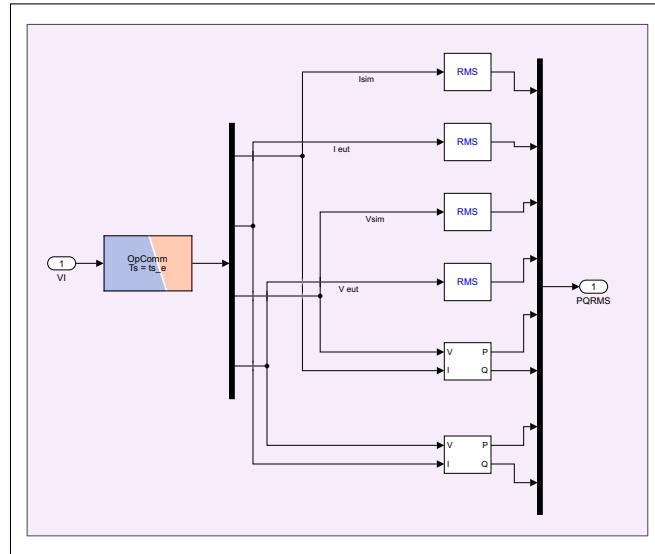 RMS
Isim
RMS
I eut
RMS
Vsim
OpComm
Ts = ts_e
1
VI
RMS
V eut
1
PQRMS
V
P
I
Q
V
P
I
Q